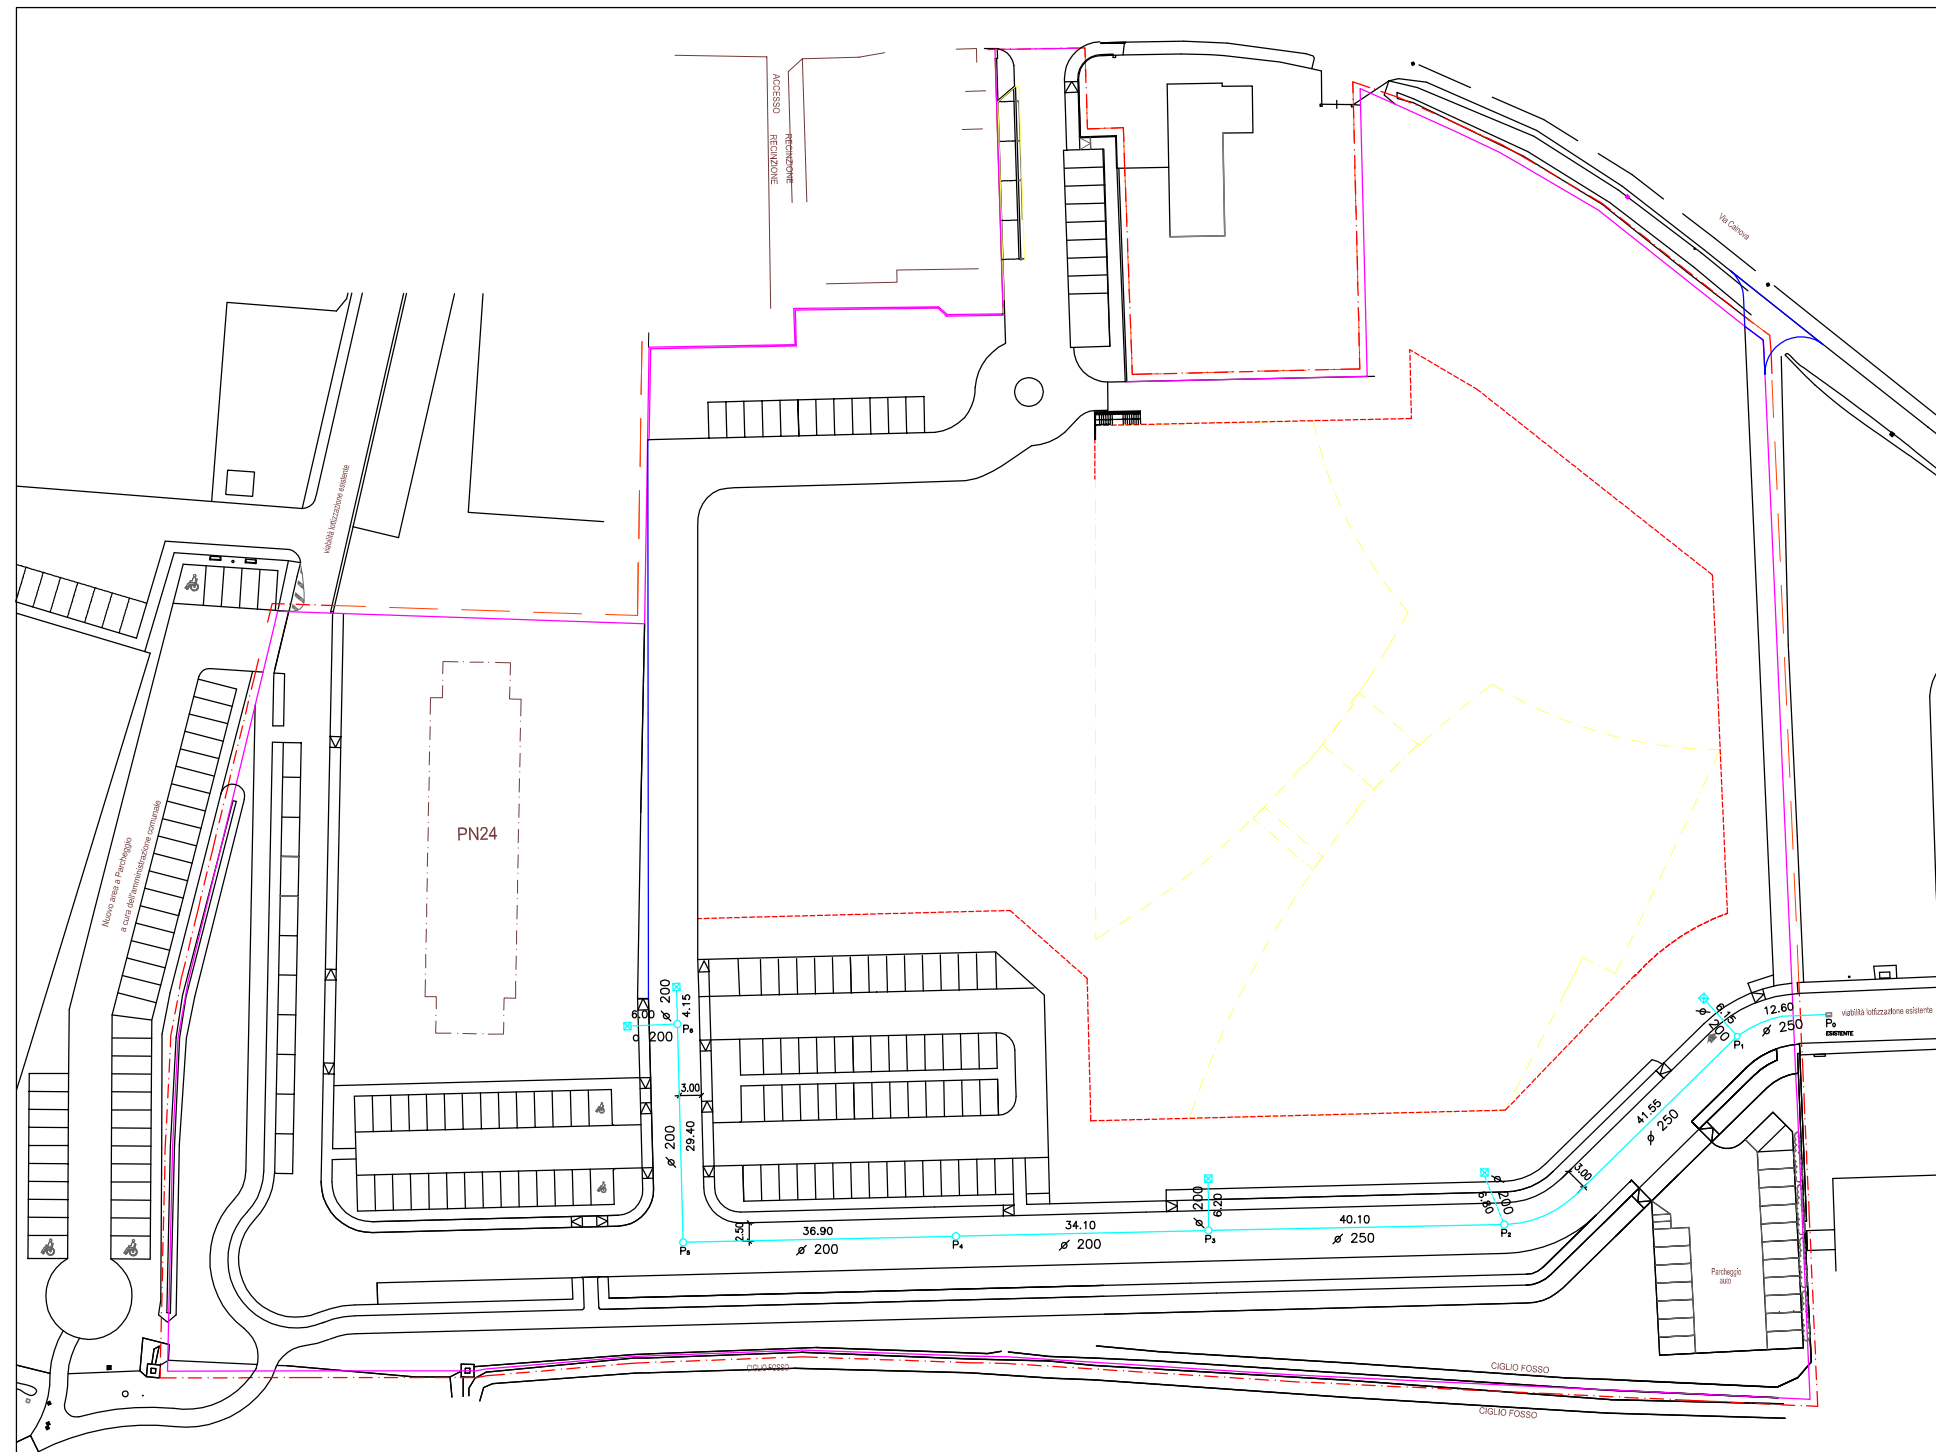 ACCESSO
RECINZIONE
RECINZIONE
Via Calnova
viabilità lottizzazione esistente
PN24
Nuovo area a Parcheggio
a cura dell'amministrazione comunale
ø 200
4.15
6.00
200
P6
3.00
ø 200
29.40
2.50
P5
36.90
ø 200
P4
34.10
ø 200
ø 200
6.20
P3
40.10
ø 250
ø 200
6.80
P2
3.00
41.55
ø 250
6.15
ø 200
P1
12.60
ø 250
P0
ESISTENTE
viabilità lottizzazione esistente
Parcheggio
auto
CIGLIO FOSSO
CIGLIO FOSSO
CIGLIO FOSSO